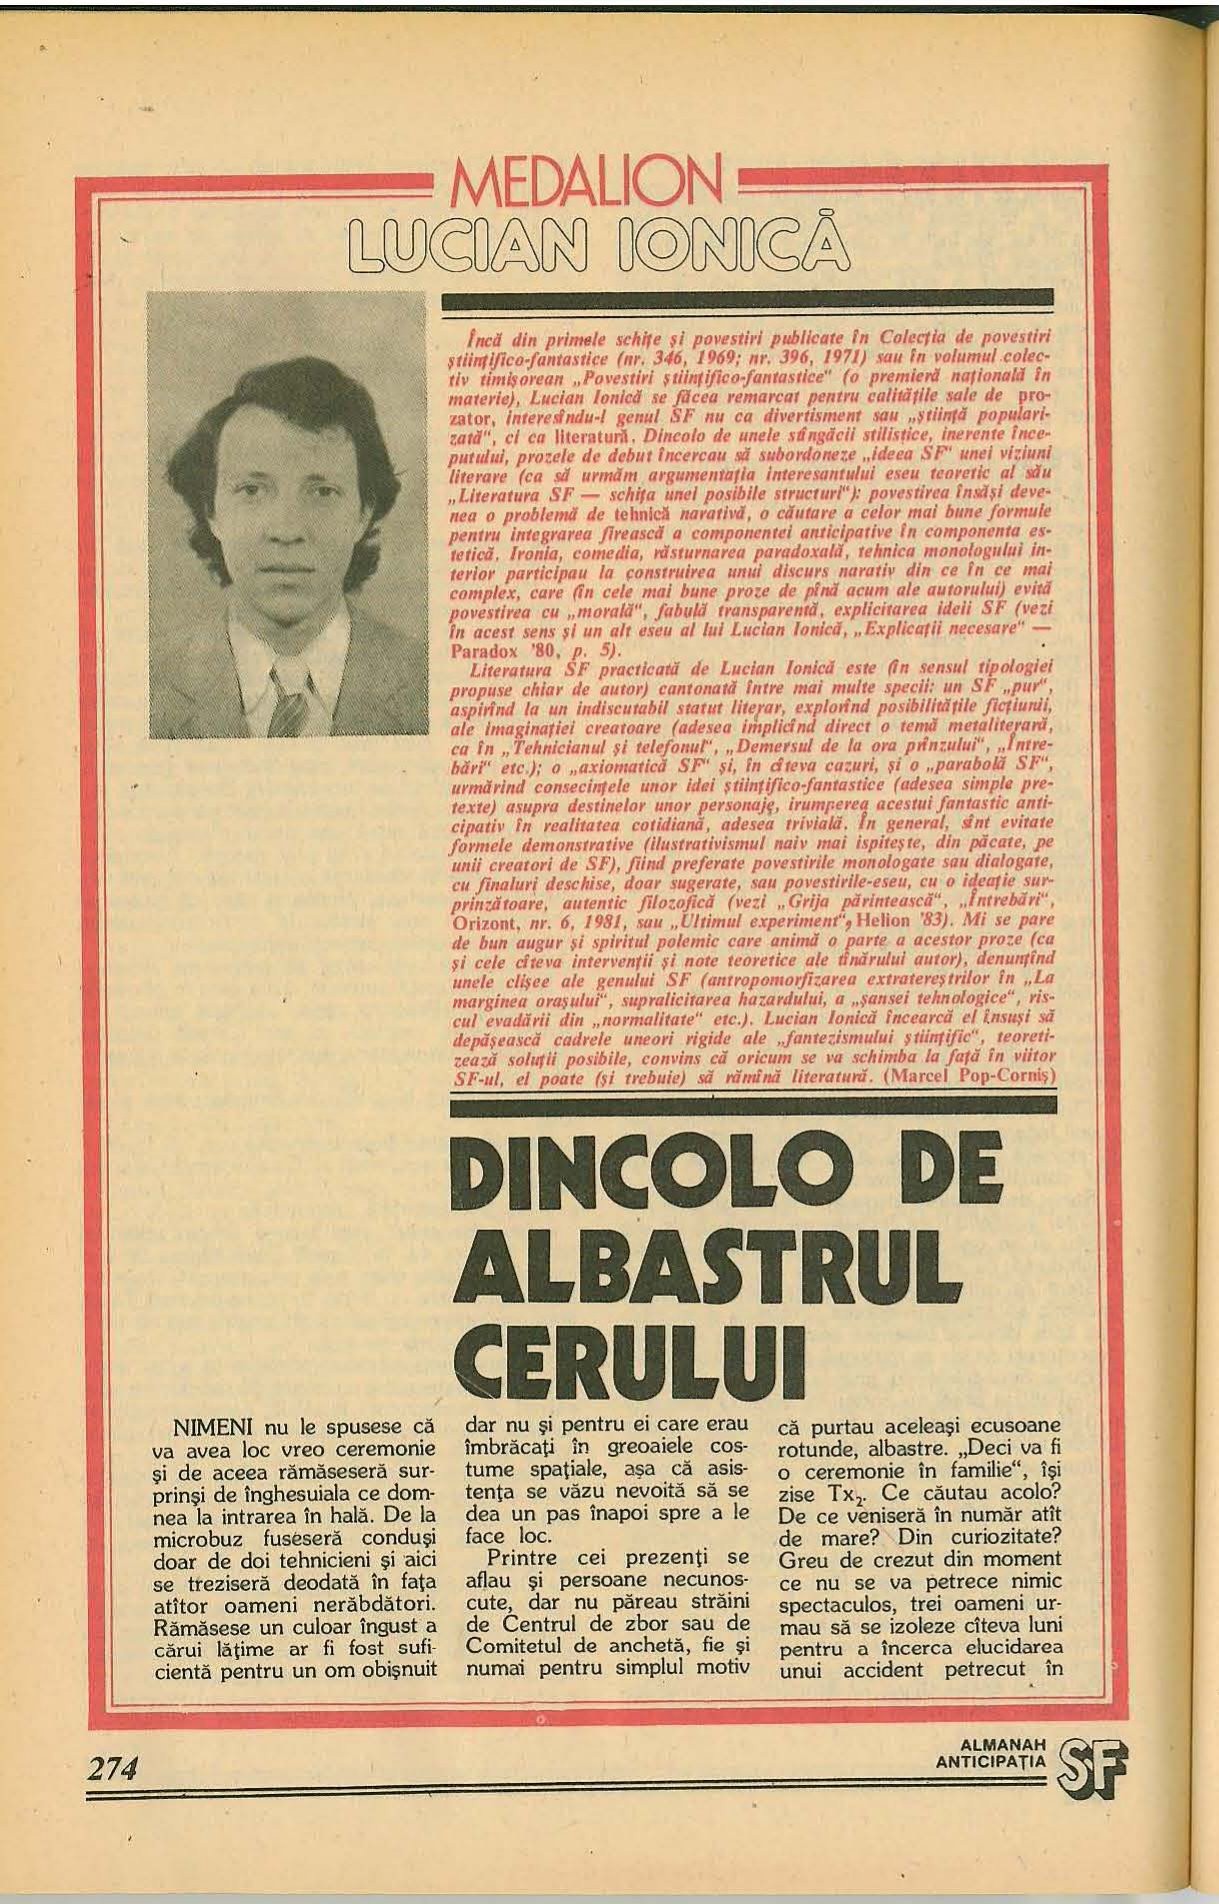 MEDALION
LUCIAN IONICĂ
Încă din primele schițe și povestiri publicate în Colecția de povestiri
științifico-fantastice (nr. 346, 1969; nr. 396, 1971) sau în volumul colec-
tiv timișorean „Povestiri științifico-fantastice“ (o premieră națională în
materie), Lucian Ionică se făcea remarcat pentru calitățile sale de pro-
zator, interesîndu-l genul SF nu ca divertisment sau „știință populari-
zată“, ci ca literatură. Dincolo de unele stîngăcii stilistice, inerente înce-
putului, prozele de debut încercau să subordoneze „ideea SF“ unei viziuni
literare (ca să urmăm argumentația interesantului eseu teoretic al său
„Literatura SF — schița unei posibile structuri“): povestirea însăși deve-
nea o problemă de tehnică narativă, o căutare a celor mai bune formule
pentru integrarea firească a componentei anticipative în componenta es-
tetică. Ironia, comedia, răsturnarea paradoxală, tehnica monologului in-
terior participau la construirea unui discurs narativ din ce în ce mai
complex, care (în cele mai bune proze de pînă acum ale autorului) evită
povestirea cu „morală“, fabulă transparentă, explicitarea ideii SF (vezi
în acest sens și un alt eseu al lui Lucian Ionică, „Explicații necesare“ —
Paradox '80, p. 5).
Literatura SF practicată de Lucian Ionică este (în sensul tipologiei
propuse chiar de autor) cantonată între mai multe specii: un SF „pur“,
aspirînd la un indiscutabil statut literar, explorînd posibilitățile ficțiunii,
ale imaginației creatoare (adesea implicînd direct o temă metaliterară,
ca în „Tehnicianul și telefonul“, „Demersul de la ora prînzului“, „Între-
bări“ etc.); o „axiomatică SF“ și, în cîteva cazuri, și o „parabolă SF“,
urmărind consecințele unor idei științifico-fantastice (adesea simple pre-
texte) asupra destinelor unor personaje, irumperea acestui fantastic anti-
cipativ în realitatea cotidiană, adesea trivială. În general, sînt evitate
formele demonstrative (ilustrativismul naiv mai ispitește, din păcate, pe
unii creatori de SF), fiind preferate povestirile monologate sau dialogate,
cu finaluri deschise, doar sugerate, sau povestirile-eseu, cu o ideație sur-
prinzătoare, autentic filozofică (vezi „Grija părintească“, „Întrebări“,
Orizont, nr. 6, 1981, sau „Ultimul experiment“, Helion '83). Mi se pare
de bun augur și spiritul polemic care animă o parte a acestor proze (ca
și cele cîteva intervenții și note teoretice ale tînărului autor), denunțînd
unele clișee ale genului SF (antropomorfizarea extratereștrilor în „La
marginea orașului“, supralicitarea hazardului, a „șansei tehnologice“, ris-
cul evadării din „normalitate“ etc.). Lucian Ionică încearcă el însuși să
depășească cadrele uneori rigide ale „fantezismului științific“, teoreti-
zează soluții posibile, convins că oricum se va schimba la față în viitor
SF-ul, el poate (și trebuie) să rămînă literatură. (Marcel Pop-Corniș)
DINCOLO DE
ALBASTRUL
CERULUI
NIMENI nu le spusese că
va avea loc vreo ceremonie
și de aceea rămăseseră sur-
prinși de înghesuiala ce dom-
nea la intrarea în hală. De la
microbuz fuseseră conduși
doar de doi tehnicieni și aici
se treziseră deodată în fața
atîtor oameni nerăbdători.
Rămăsese un culoar îngust a
cărui lățime ar fi fost sufi-
cientă pentru un om obișnuit
dar nu și pentru ei care erau
îmbrăcați în greoaiele cos-
tume spațiale, așa că asis-
tența se văzu nevoită să se
dea un pas înapoi spre a le
face loc.
Printre cei prezenți se
aflau și persoane necunos-
cute, dar nu păreau străini
de Centrul de zbor sau de
Comitetul de anchetă, fie și
numai pentru simplul motiv
că purtau aceleași ecusoane
rotunde, albastre. „Deci va fi
o ceremonie în familie“, își
zise Tx₂. Ce căutau acolo?
De ce veniseră în număr atît
de mare? Din curiozitate?
Greu de crezut din moment
ce nu se va petrece nimic
spectaculos, trei oameni ur-
mau să se izoleze cîteva luni
pentru a încerca elucidarea
unui accident petrecut în
274
ALMANAH
ANTICIPAȚIA
SF